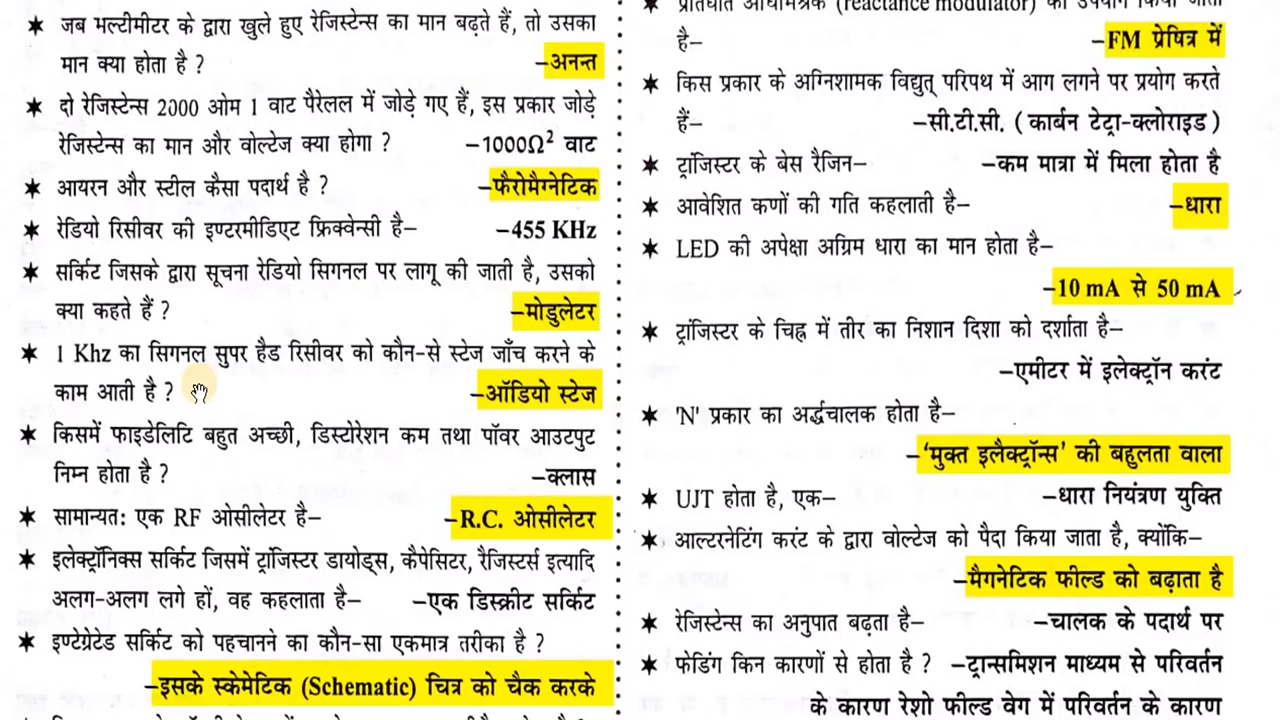 ★ जब मल्टीमीटर के द्वारा खुले हुए रेजिस्टेन्स का मान बढ़ते हैं, तो उसका
मान क्या होता है ? –अनन्त
★ दो रेजिस्टेन्स 2000 ओम 1 वाट पैरेलल में जोड़े गए हैं, इस प्रकार जोड़े
रेजिस्टेन्स का मान और वोल्टेज क्या होगा ? –1000Ω² वाट
★ आयरन और स्टील कैसा पदार्थ है ? –फैरोमैग्नेटिक
★ रेडियो रिसीवर की इण्टरमीडिएट फ्रिक्वेन्सी है– –455 KHz
★ सर्किट जिसके द्वारा सूचना रेडियो सिगनल पर लागू की जाती है, उसको
क्या कहते हैं ? –मोडुलेटर
★ 1 Khz का सिगनल सुपर हैड रिसीवर को कौन-से स्टेज जाँच करने के
काम आती है ? –ऑडियो स्टेज
★ किसमें फाइडेलिटि बहुत अच्छी, डिस्टोरेशन कम तथा पॉवर आउटपुट
निम्न होता है ? –क्लास
★ सामान्यत: एक RF ओसीलेटर है– –R.C. ओसीलेटर
★ इलेक्ट्रॉनिक्स सर्किट जिसमें ट्रांजिस्टर डायोड्स, कैपेसिटर, रैजिस्टर्स इत्यादि
अलग-अलग लगे हों, वह कहलाता है– –एक डिस्क्रीट सर्किट
★ इण्टेग्रेटेड सर्किट को पहचानने का कौन-सा एकमात्र तरीका है ?
–इसके स्केमेटिक (Schematic) चित्र को चैक करके
★ (reactance modulator) का उपयोग किया जाता
है– –FM प्रेषित्र में
★ किस प्रकार के अग्निशामक विद्युत् परिपथ में आग लगने पर प्रयोग करते
हैं– –सी.टी.सी. ( कार्बन टेट्रा-क्लोराइड )
★ ट्रांजिस्टर के बेस रैजिन– –कम मात्रा में मिला होता है
★ आवेशित कणों की गति कहलाती है– –धारा
★ LED की अपेक्षा अग्रिम धारा का मान होता है–
–10 mA से 50 mA
★ ट्रांजिस्टर के चिह्न में तीर का निशान दिशा को दर्शाता है–
–एमीटर में इलेक्ट्रॉन करंट
★ 'N' प्रकार का अर्द्धचालक होता है–
–‘मुक्त इलैक्ट्रॉन्स’ की बहुलता वाला
★ UJT होता है, एक– –धारा नियंत्रण युक्ति
★ आल्टरनेटिंग करंट के द्वारा वोल्टेज को पैदा किया जाता है, क्योंकि–
–मैगनेटिक फील्ड को बढ़ाता है
★ रेजिस्टेन्स का अनुपात बढ़ता है– –चालक के पदार्थ पर
★ फेडिंग किन कारणों से होता है ? –ट्रान्समिशन माध्यम से परिवर्तन
के कारण रेशो फील्ड वेग में परिवर्तन के कारण